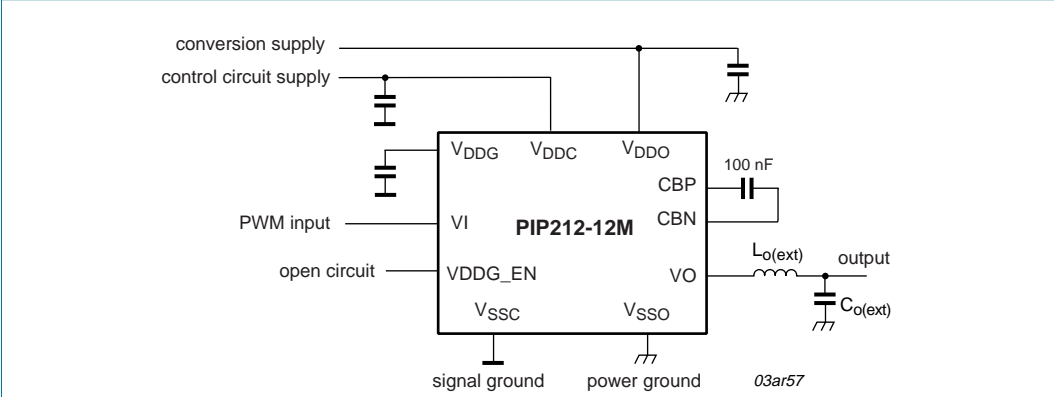 conversion supply
control circuit supply
VDDG VDDC VDDO
100 nF
CBP
PWM input
VI
PIP212-12M
CBN
Lo(ext)
output
open circuit
VDDG_EN
VO
Co(ext)
VSSC
VSSO
signal ground
power ground
03ar57